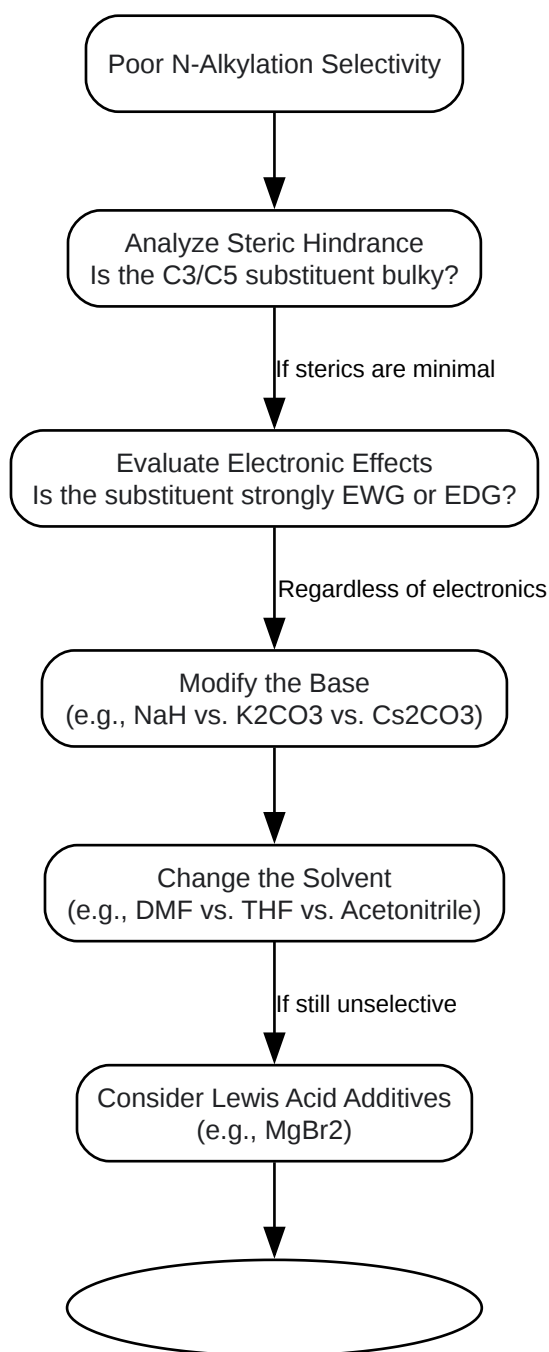 Poor N-Alkylation Selectivity
Analyze Steric Hindrance
Is the C3/C5 substituent bulky?
If sterics are minimal
Evaluate Electronic Effects
Is the substituent strongly EWG or EDG?
Regardless of electronics
Modify the Base
(e.g., NaH vs. K2CO3 vs. Cs2CO3)
Change the Solvent
(e.g., DMF vs. THF vs. Acetonitrile)
If still unselective
Consider Lewis Acid Additives
(e.g., MgBr2)